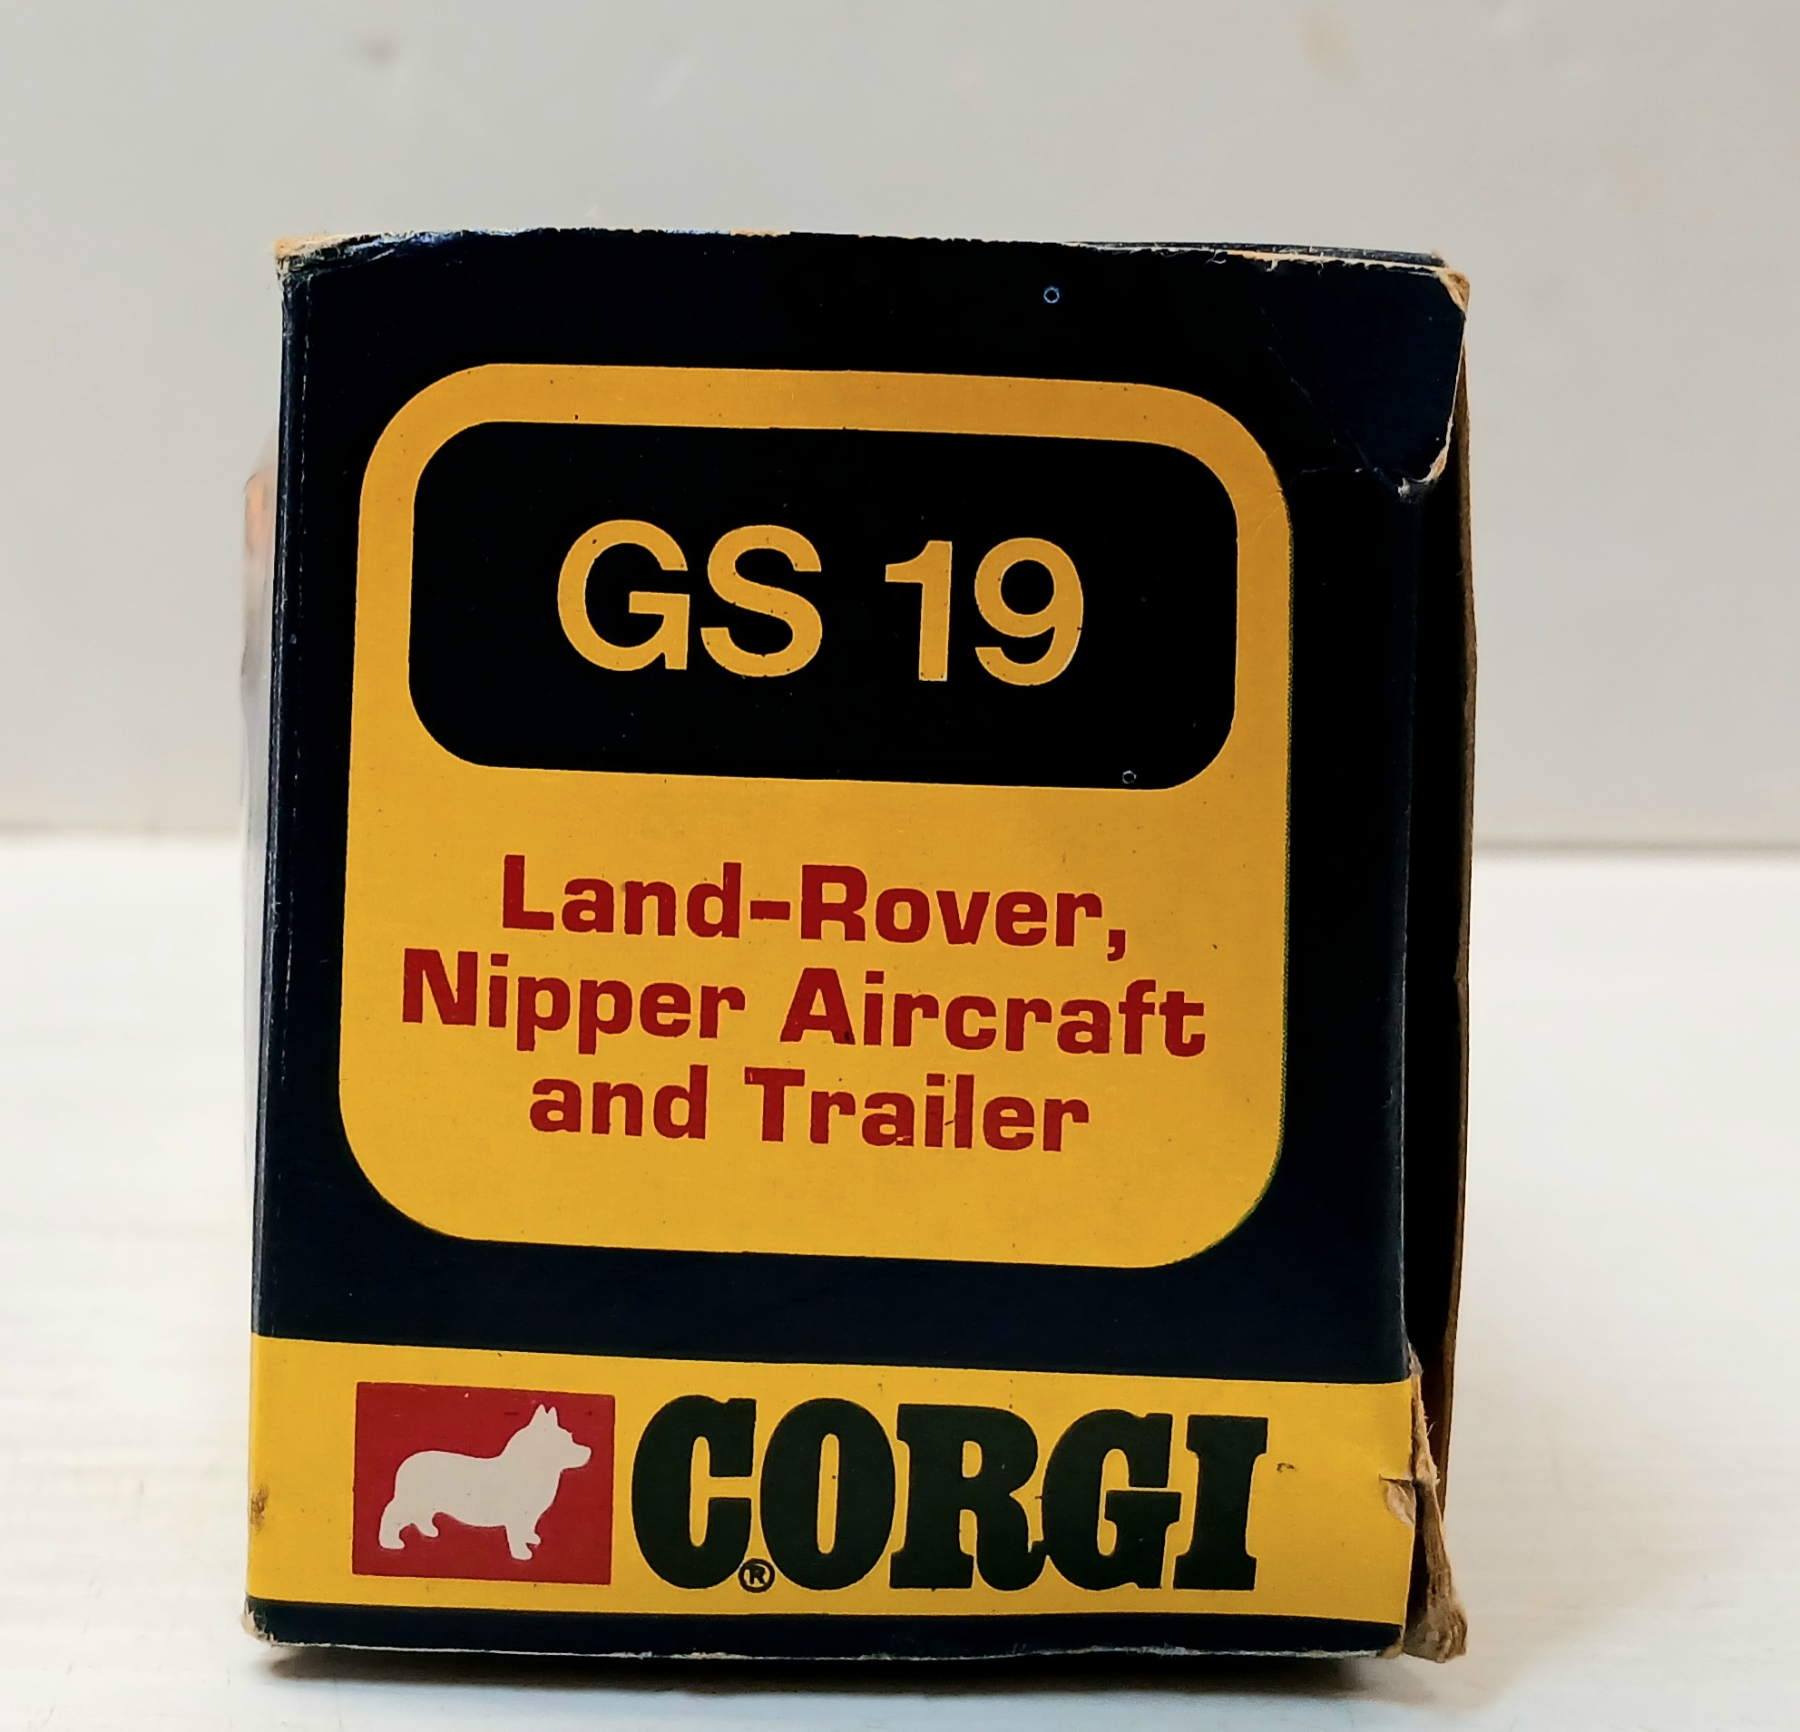 GS 19
Land-Rover,
Nipper Aircraft
and Trailer
CORGI
®